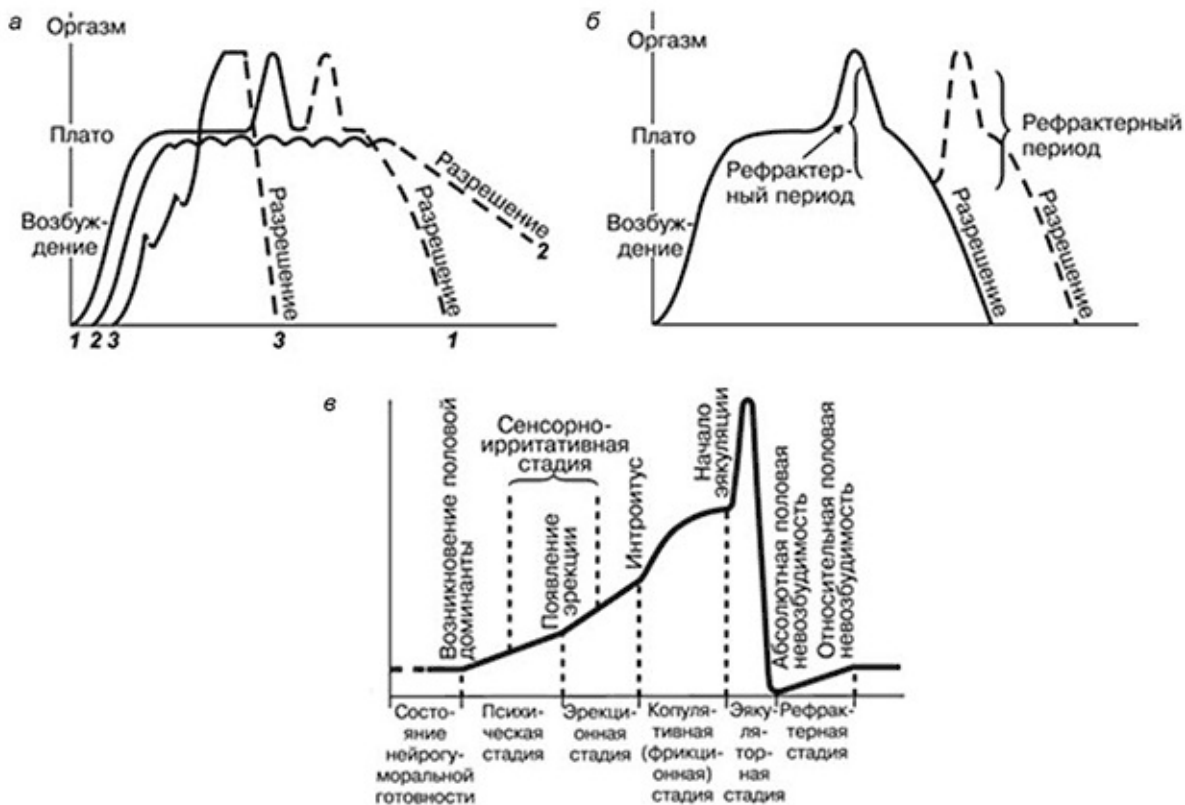 а
Оргазм
Плато
Возбуж-
дение
Разрешение
Разрешение
Разрешение
2
1 2 3
3
1
б
Оргазм
Плато
Возбуж-
дение
Рефрактер-
ный период
Рефрактерный
период
Разрешение
Разрешение
в
Возникновение половой
доминанты
Сенсорно-
ирритативная
стадия
Появление
эрекции
Интроитус
Начало
эякуляции
Абсолютная половая
невозбудимость
Относительная половая
невозбудимость
Состо-
яние
нейрогу-
моральной
готовности
Психи-
ческая
стадия
Эрекци-
онная
стадия
Копуля-
тивная
(фрикци-
онная)
стадия
Эяку-
ля-
тор-
ная
стадия
Рефрак-
терная
стадия